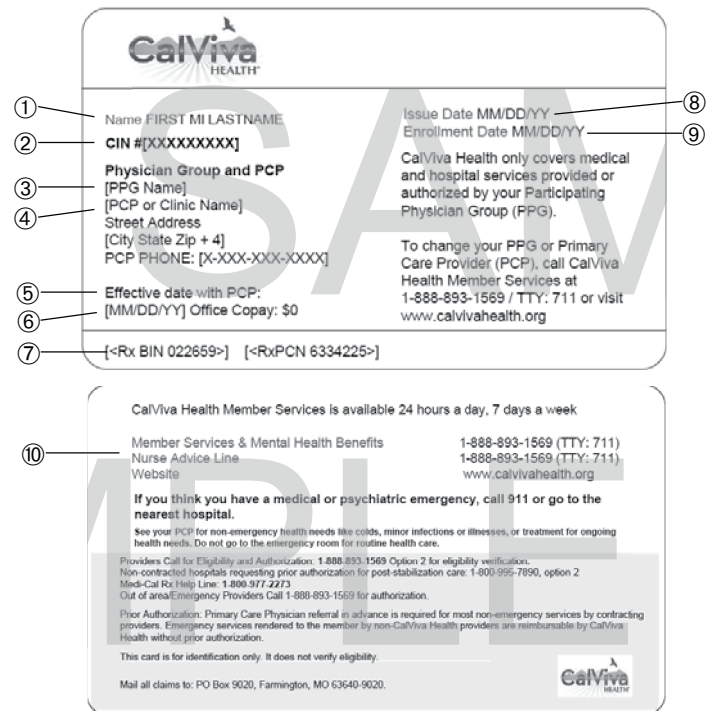 CalViva
HEALTH
SAM
① Name FIRST MI LASTNAME
② CIN #[XXXXXXXXX]
Physician Group and PCP
③ [PPG Name]
④ [PCP or Clinic Name]
Street Address
[City State Zip + 4]
PCP PHONE: [X-XXX-XXX-XXXX]
⑤ Effective date with PCP:
⑥ [MM/DD/YY] Office Copay: $0
Issue Date MM/DD/YY ⑧
Enrollment Date MM/DD/YY ⑨
CalViva Health only covers medical
and hospital services provided or
authorized by your Participating
Physician Group (PPG).
To change your PPG or Primary
Care Provider (PCP), call CalViva
Health Member Services at
1-888-893-1569 / TTY: 711 or visit
www.calvivahealth.org
⑦ [<Rx BIN 022659>] [<RxPCN 6334225>]
CalViva Health Member Services is available 24 hours a day, 7 days a week
⑩ Member Services & Mental Health Benefits 1-888-893-1569 (TTY: 711)
Nurse Advice Line 1-888-893-1569 (TTY: 711)
Website www.calvivahealth.org
MPLE
If you think you have a medical or psychiatric emergency, call 911 or go to the
nearest hospital.
See your PCP for non-emergency health needs like colds, minor infections or illnesses, or treatment for ongoing
health needs. Do not go to the emergency room for routine health care.
Providers Call for Eligibility and Authorization: 1-888-893-1569 Option 2 for eligibility verification.
Non-contracted hospitals requesting prior authorization for post-stabilization care: 1-800-995-7890, option 2
Medi-Cal Rx Help Line: 1-800-977-2273
Out of area/Emergency Providers Call 1-888-893-1569 for authorization.
Prior Authorization: Primary Care Physician referral in advance is required for most non-emergency services by contracting
providers. Emergency services rendered to the member by non-CalViva Health providers are reimbursable by CalViva
Health without prior authorization.
This card is for identification only. It does not verify eligibility.
Mail all claims to: PO Box 9020, Farmington, MO 63640-9020.
CalViva
HEALTH